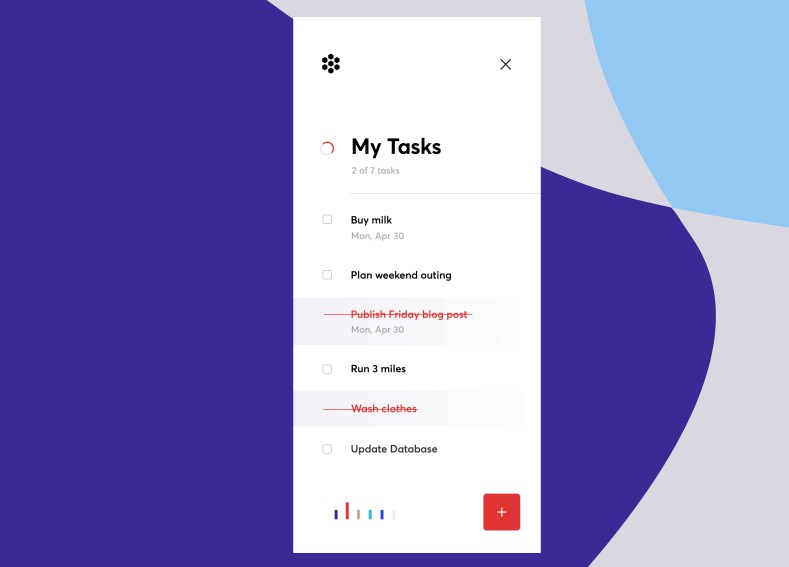 My Tasks
2 of 7 tasks
Buy milk
Mon, Apr 30
Plan weekend outing
Publish Friday blog post
Mon, Apr 30
Run 3 miles
Wash clothes
Update Database
+